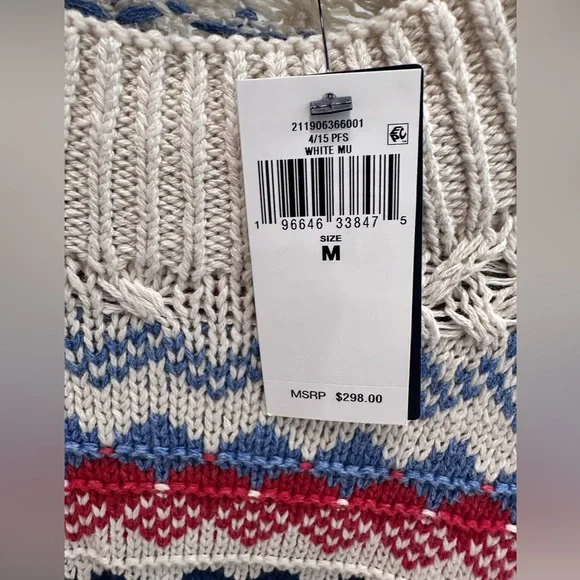 211906366001
4/15 PFS
WHITE MU
1 96646 33847 5
SIZE
M
MSRP $298.00